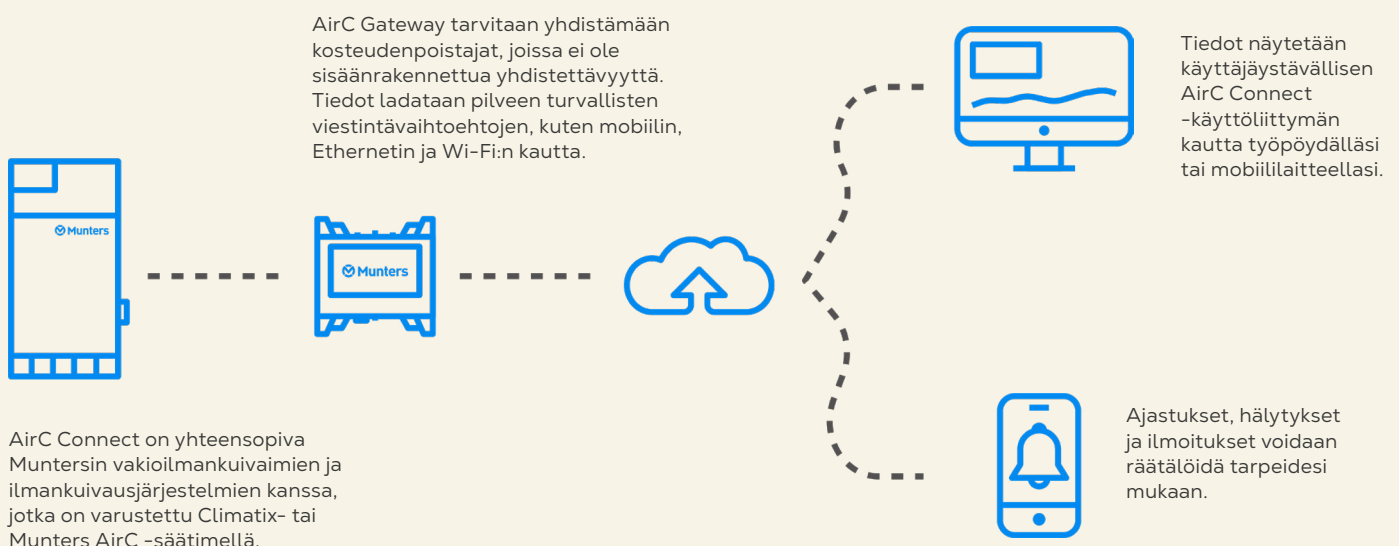 AirC Gateway tarvitaan yhdistämään
kosteudenpoistajat, joissa ei ole
sisäänrakennettua yhdistettävyyttä.
Tiedot ladataan pilveen turvallisten
viestintävaihtoehtojen, kuten mobiilin,
Ethernetin ja Wi-Fi:n kautta.
Tiedot näytetään
käyttäjäystävällisen
AirC Connect
-käyttöliittymän
kautta työpöydälläsi
tai mobiililaitteellasi.
Munters
Munters
AirC Connect on yhteensopiva
Muntersin vakioilmankuivaimien ja
ilmankuivausjärjestelmien kanssa,
jotka on varustettu Climatix- tai
Munters AirC -säätimellä.
Ajastukset, hälytykset
ja ilmoitukset voidaan
räätälöidä tarpeidesi
mukaan.